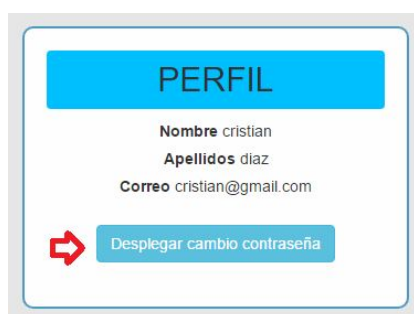 PERFIL
Nombre cristian
Apellidos diaz
Correo cristian@gmail.com
Desplegar cambio contraseña